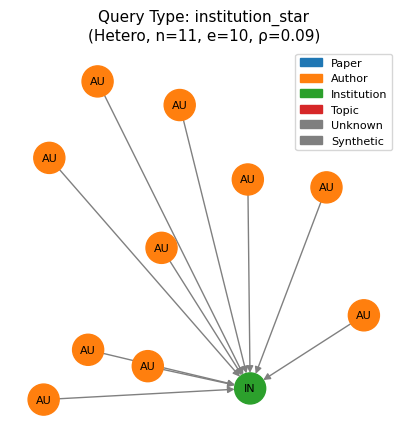 Query Type: institution_star
(Hetero, n=11, e=10, ρ=0.09)
Paper
Author
Institution
Topic
Unknown
Synthetic
AU
AU
AU
AU
AU
AU
AU
AU
AU
AU
IN